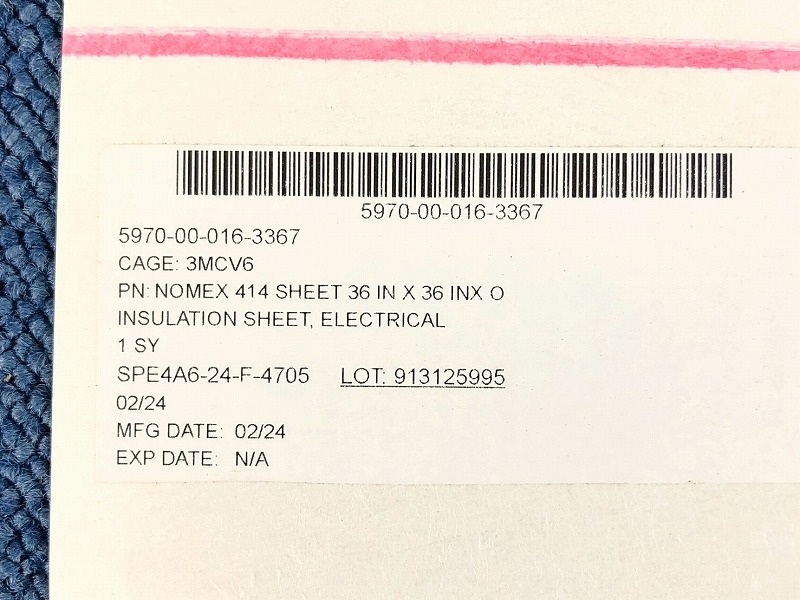 5970-00-016-3367
5970-00-016-3367
CAGE: 3MCV6
PN: NOMEX 414 SHEET 36 IN X 36 INX O
INSULATION SHEET, ELECTRICAL
1 SY
SPE4A6-24-F-4705 LOT: 913125995
02/24
MFG DATE: 02/24
EXP DATE: N/A